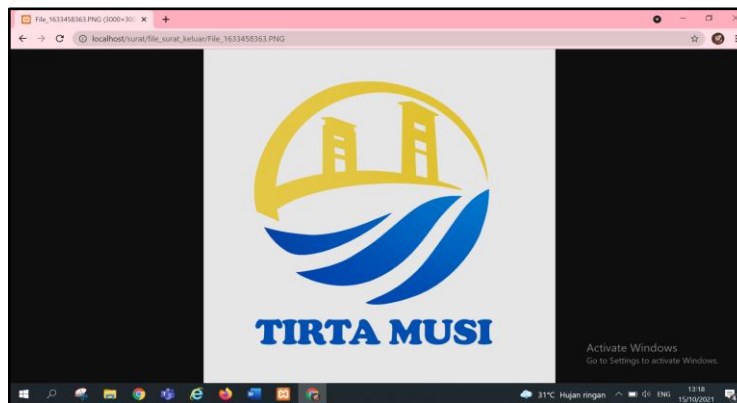 File_1633458363.PNG (3000×300
localhost/surat/file_surat_keluar/File_1633458363.PNG
TIRTA MUSI
Activate Windows
Go to Settings to activate Windows.
31°C Hujan ringan
ENG
13:18
15/10/2021